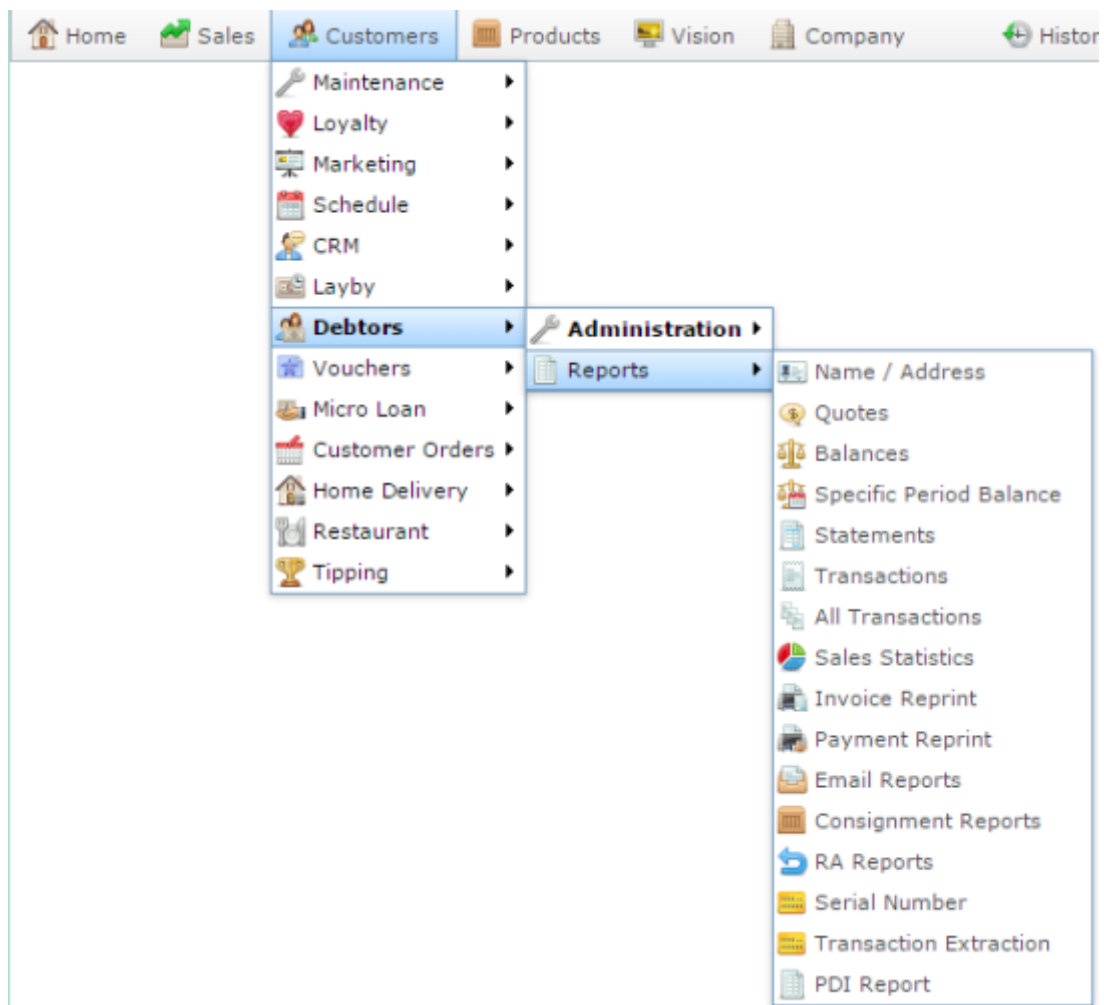 Home Sales Customers Products Vision Company Histor
Maintenance
Loyalty
Marketing
Schedule
CRM
Layby
Debtors
Vouchers
Micro Loan
Customer Orders
Home Delivery
Restaurant
Tipping
Administration
Reports
Name / Address
Quotes
Balances
Specific Period Balance
Statements
Transactions
All Transactions
Sales Statistics
Invoice Reprint
Payment Reprint
Email Reports
Consignment Reports
RA Reports
Serial Number
Transaction Extraction
PDI Report